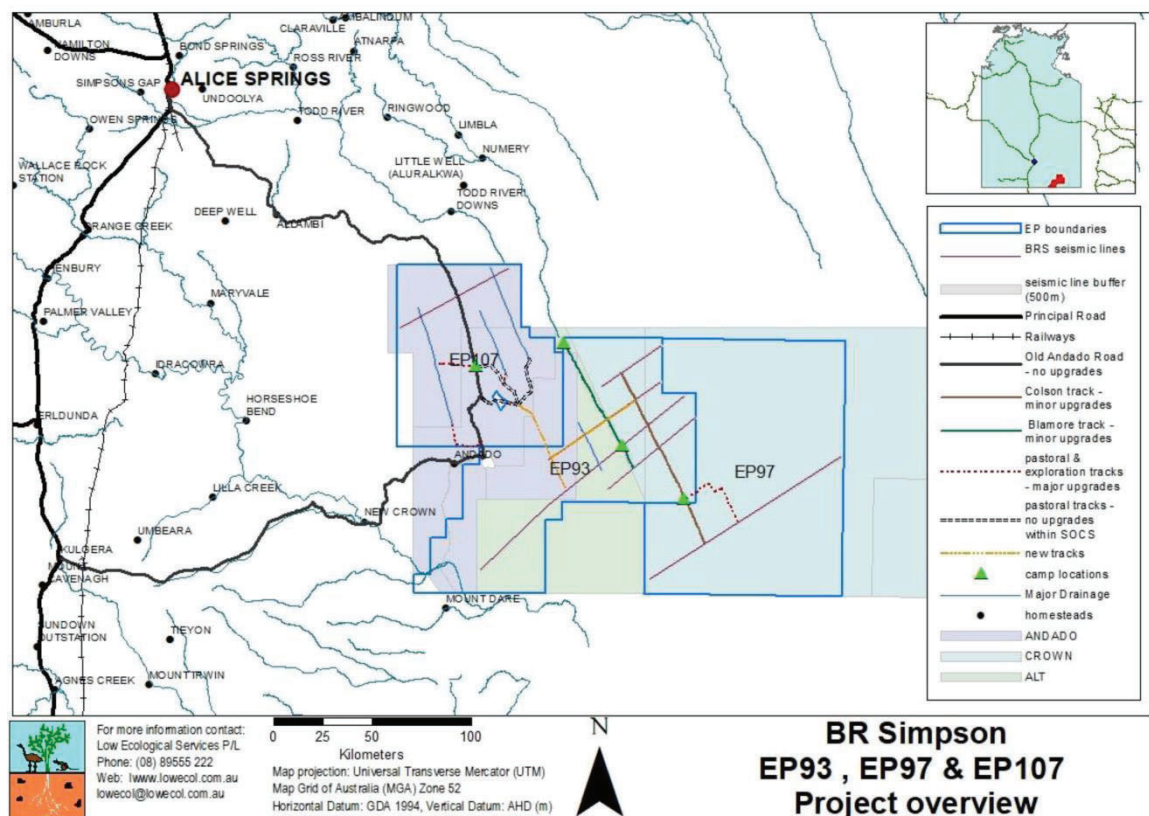 AMBURLA
CLARAVILLE
AMBALINDUM
HAMILTON
DOWNS
BOND SPRINGS
ATNARPA
ROSS RIVER
SIMPSONS GAP
ALICE SPRINGS
UNDOOLYA
OWEN SPRINGS
TODD RIVER
RINGWOOD
LIMBLA
NUMERY
WALLACE ROCK
STATION
LITTLE WELL
(ALURALKWA)
TODD RIVER
DOWNS
DEEP WELL
ALLAMBI
ORANGE CREEK
HENBURY
MARYVALE
PALMER VALLEY
IDRACOWRA
EP107
HORSESHOE
BEND
ERLDUNDA
ANDADO
EP93
EP97
LILLA CREEK
NEW CROWN
UMBEARA
KULGERA
MOUNT
CAVENAGH
MOUNT DARE
SUNDOWN
OUTSTATION
TIEYON
AGNES CREEK
MOUNT IRWIN
EP boundaries
BRS seismic lines
seismic line buffer
(500m)
Principal Road
Railways
Old Andado Road
- no upgrades
Colson track -
minor upgrades
Blamore track -
minor upgrades
pastoral &
exploration tracks
- major upgrades
pastoral tracks -
no upgrades
within SOCS
new tracks
camp locations
Major Drainage
homesteads
ANDADO
CROWN
ALT
For more information contact:
Low Ecological Services P/L
Phone: (08) 89555 222
Web: lwww.lowecol.com.au
lowecol@lowecol.com.au
0 25 50 100
Kilometers
Map projection: Universal Transverse Mercator (UTM)
Map Grid of Australia (MGA) Zone 52
Horizontal Datum: GDA 1994, Vertical Datum: AHD (m)
N
BR Simpson
EP93 , EP97 & EP107
Project overview